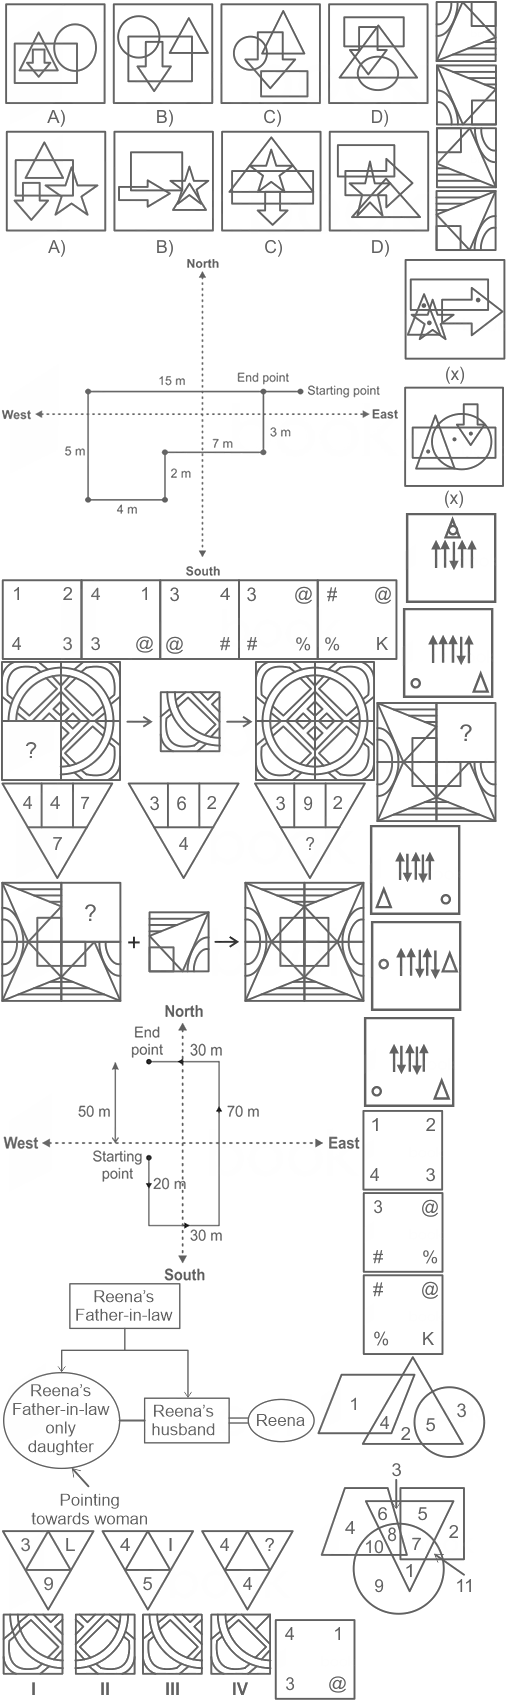 A)
B)
C)
D)
A)
B)
C)
D)
North
(x)
15 m
End point
Starting point
West
East
5 m
7 m
3 m
2 m
4 m
(x)
South
1 2 4 1 3 4 3 @ # @
4 3 3 @ @ # # % % K
?
?
4 4 7
7
3 6 2
4
3 9 2
?
?
+
North
End
point
30 m
50 m
70 m
West
East
Starting
point
20 m
30 m
South
1 2
4 3
3 @
# %
# @
% K
Reena's
Father-in-law
Reena's
Father-in-law
only
daughter
Reena's
husband
Reena
Pointing
towards woman
1
4
2
5
3
3
4
6
8
5
2
10
7
1
9
11
3 L
9
4 I
5
4 ?
4
I
II
III
IV
4 1
3 @